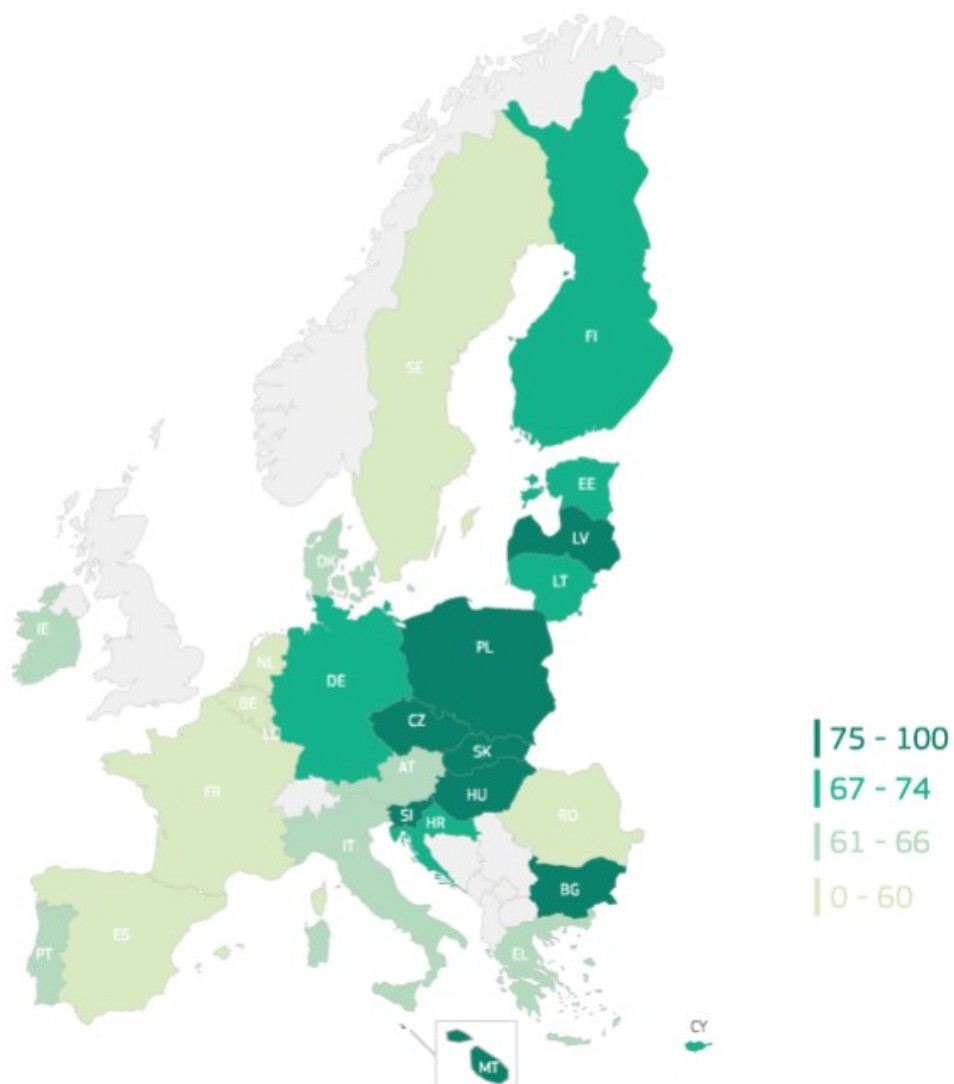 FI
SE
EE
LV
LT
DK
IE
PL
NL
DE
BE
CZ
LU
SK
AT
HU
FR
SI
HR
RO
IT
BG
ES
PT
EL
CY
MT
75 - 100
67 - 74
61 - 66
0 - 60